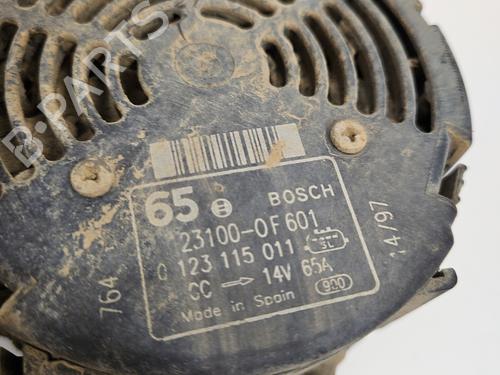 B-PARTS
65 BOSCH
23100-0F601
0 123 115 011 SL
CC → 14V 65A
Made in Spain 900
764
14/97